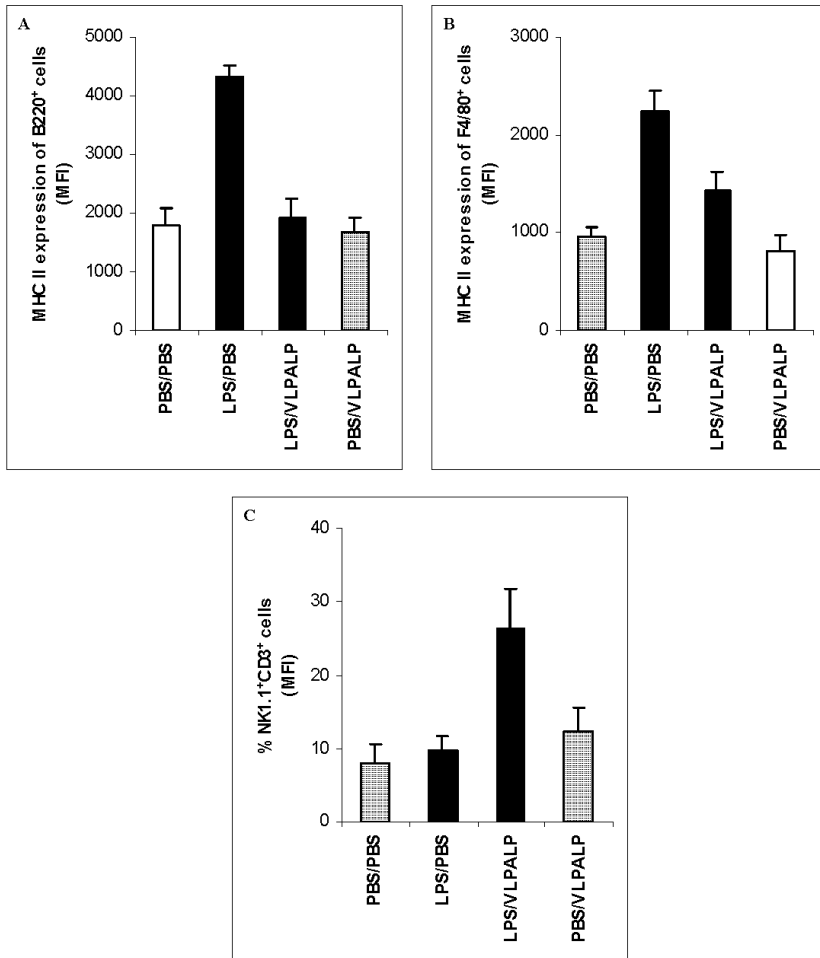 A
MHC II expression of B220⁺ cells
(MFI)
5000
4000
3000
2000
1000
0
PBS/PBS
LPS/PBS
LPS/VLPALP
PBS/VLPALP
B
MHC II expression of F4/80⁺ cells
(MFI)
3000
2000
1000
0
PBS/PBS
LPS/PBS
LPS/VLPALP
PBS/VLPALP
C
% NK1.1⁺CD3⁺ cells
(MFI)
40
30
20
10
0
PBS/PBS
LPS/PBS
LPS/VLPALP
PBS/VLPALP